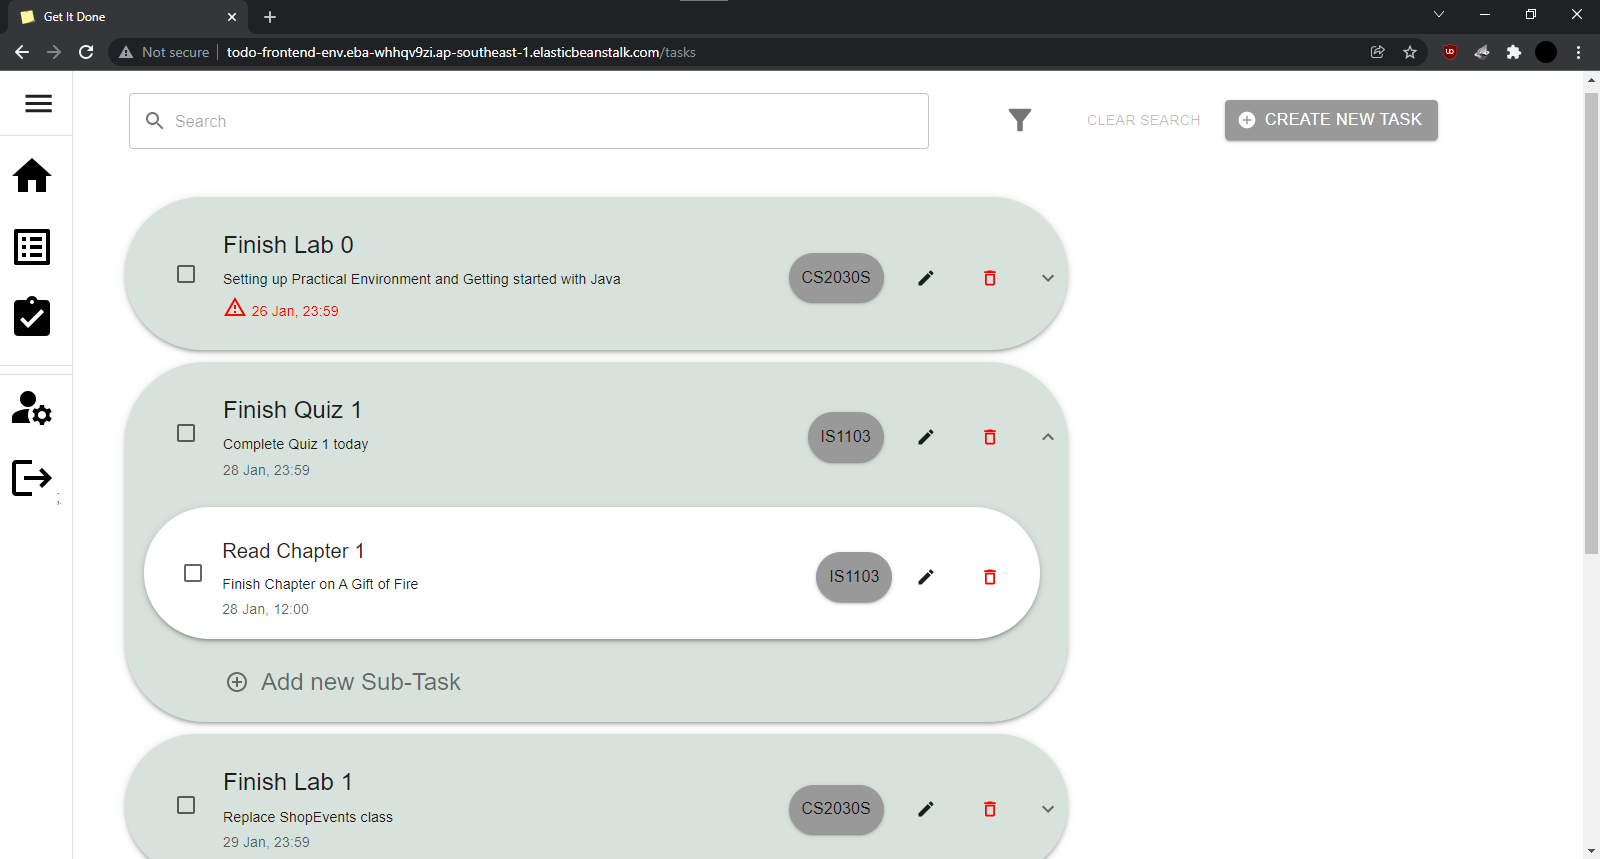 Get It Done
Not secure
todo-frontend-env.eba-whhqv9zi.ap-southeast-1.elasticbeanstalk.com/tasks
Search
CLEAR SEARCH
CREATE NEW TASK
Finish Lab 0
Setting up Practical Environment and Getting started with Java
26 Jan, 23:59
CS2030S
Finish Quiz 1
Complete Quiz 1 today
28 Jan, 23:59
IS1103
Read Chapter 1
Finish Chapter on A Gift of Fire
28 Jan, 12:00
IS1103
Add new Sub-Task
Finish Lab 1
Replace ShopEvents class
29 Jan, 23:59
CS2030S